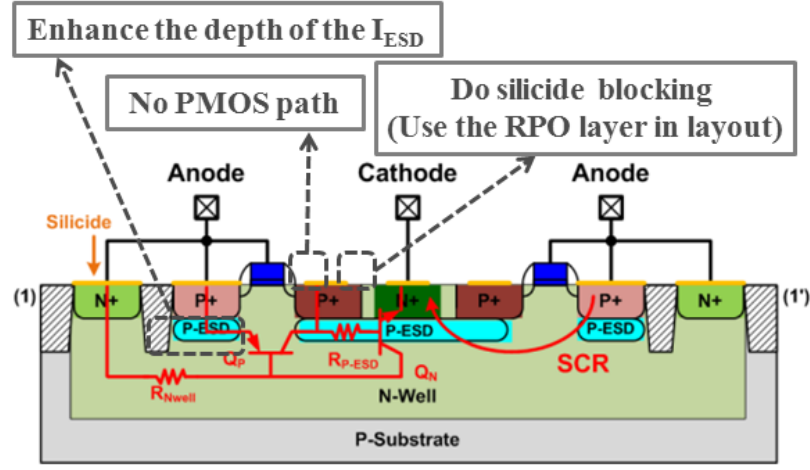 Enhance the depth of the I_ESD
No PMOS path
Do silicide blocking
(Use the RPO layer in layout)
Anode
Cathode
Anode
Silicide
(1)
N+
P+
P+
N+
P+
P+
N+
(1')
P-ESD
P-ESD
P-ESD
Q_P
R_P-ESD
Q_N
SCR
R_Nwell
N-Well
P-Substrate